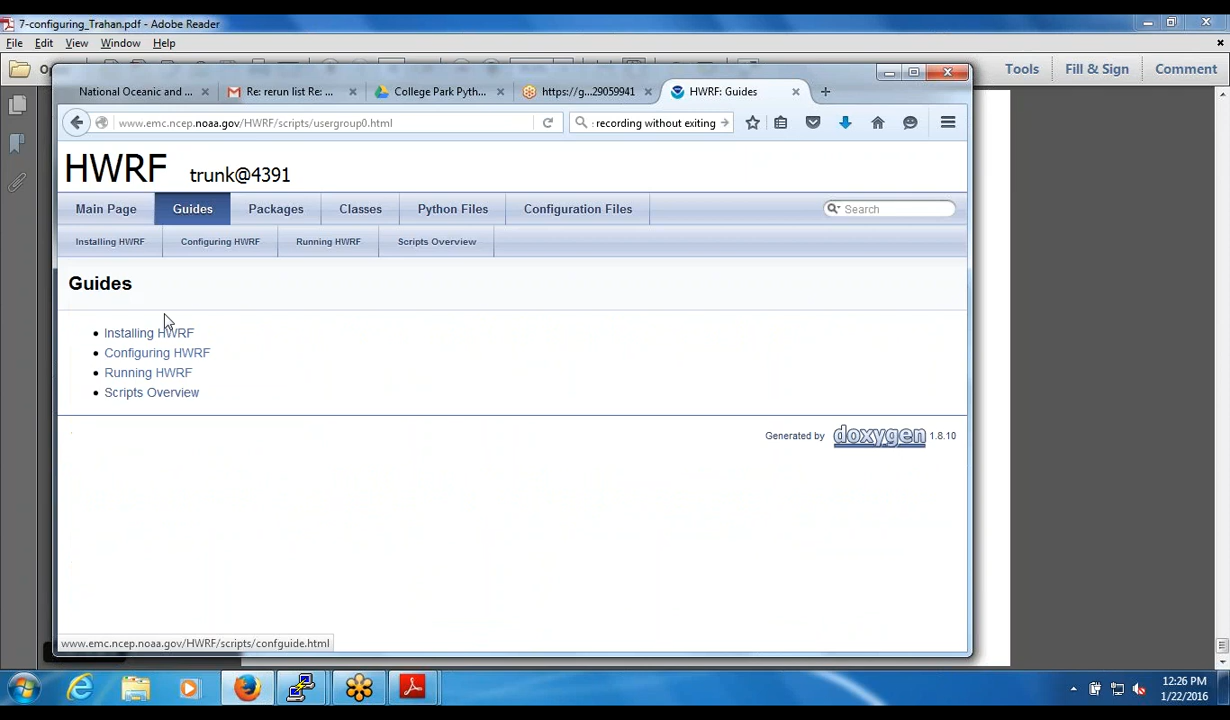 7-configuring_Trahan.pdf - Adobe Reader
File Edit View Window Help
Tools Fill & Sign Comment
National Oceanic and ... Re: rerun list Re: ... College Park Pyth... https://g...29059941 HWRF: Guides
www.emc.ncep.noaa.gov/HWRF/scripts/usergroup0.html
: recording without exiting
HWRF trunk@4391
Main Page Guides Packages Classes Python Files Configuration Files
Search
Installing HWRF Configuring HWRF Running HWRF Scripts Overview
Guides
Installing HWRF
Configuring HWRF
Running HWRF
Scripts Overview
Generated by doxygen 1.8.10
www.emc.ncep.noaa.gov/HWRF/scripts/confguide.html
12:26 PM
1/22/2016